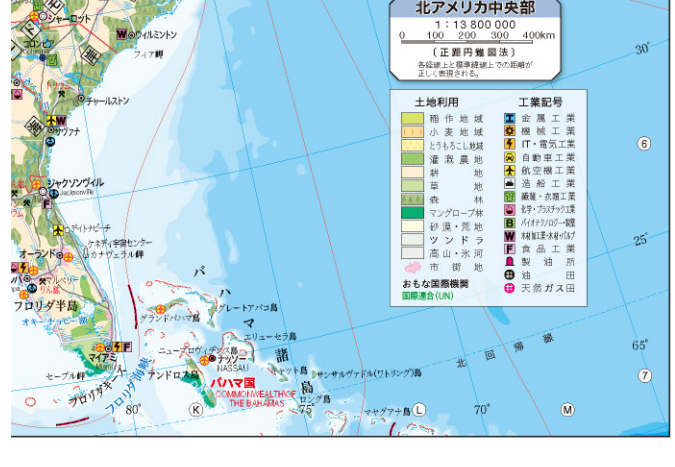 北アメリカ中央部
1:13 800 000
0 100 200 300 400km
(正距円錐図法)
各経線上と標準緯線上での距離が
正しく表現される。
土地利用
稲作地域
小麦地域
とうもろこし地域
灌漑農地
耕地
草地
森林
マングローブ林
砂漠・荒地
ツンドラ
高山・氷河
市街地
おもな国際機関
国際連合(UN)
工業記号
金属工業
機械工業
IT・電気工業
自動車工業
航空機工業
造船工業
繊維・衣類工業
化学・プラスチック工業
バイオテクノロジー・製薬
木材加工業・木材・パルプ
食品工業
製油所
油田
天然ガス田
シャーロット
ウィルミントン
コロンビア
フィア岬
チャールストン
サヴァナ
ジャクソンヴィル
Jacksonville
デイトナビーチ
ケネディ宇宙センター
オーランド
カナヴェラル岬
フロリダ半島
オキーチョビー湖
マイアミ
Miami
セーブル岬
フロリダキーズ
フロリダ海峡
バハマ諸島
グランドバハマ島
グレートアバコ島
エリューセラ島
ニュープロヴィデンス島
ナッソー
NASSAU
アンドロス島
キャット島
サンサルヴァドル(ワトリング)島
バハマ国
COMMONWEALTH OF
THE BAHAMAS
ロング島
マヤグアナ島
北回帰線
30°
6
25°
65°
7
80°
K
75°
L
70°
M